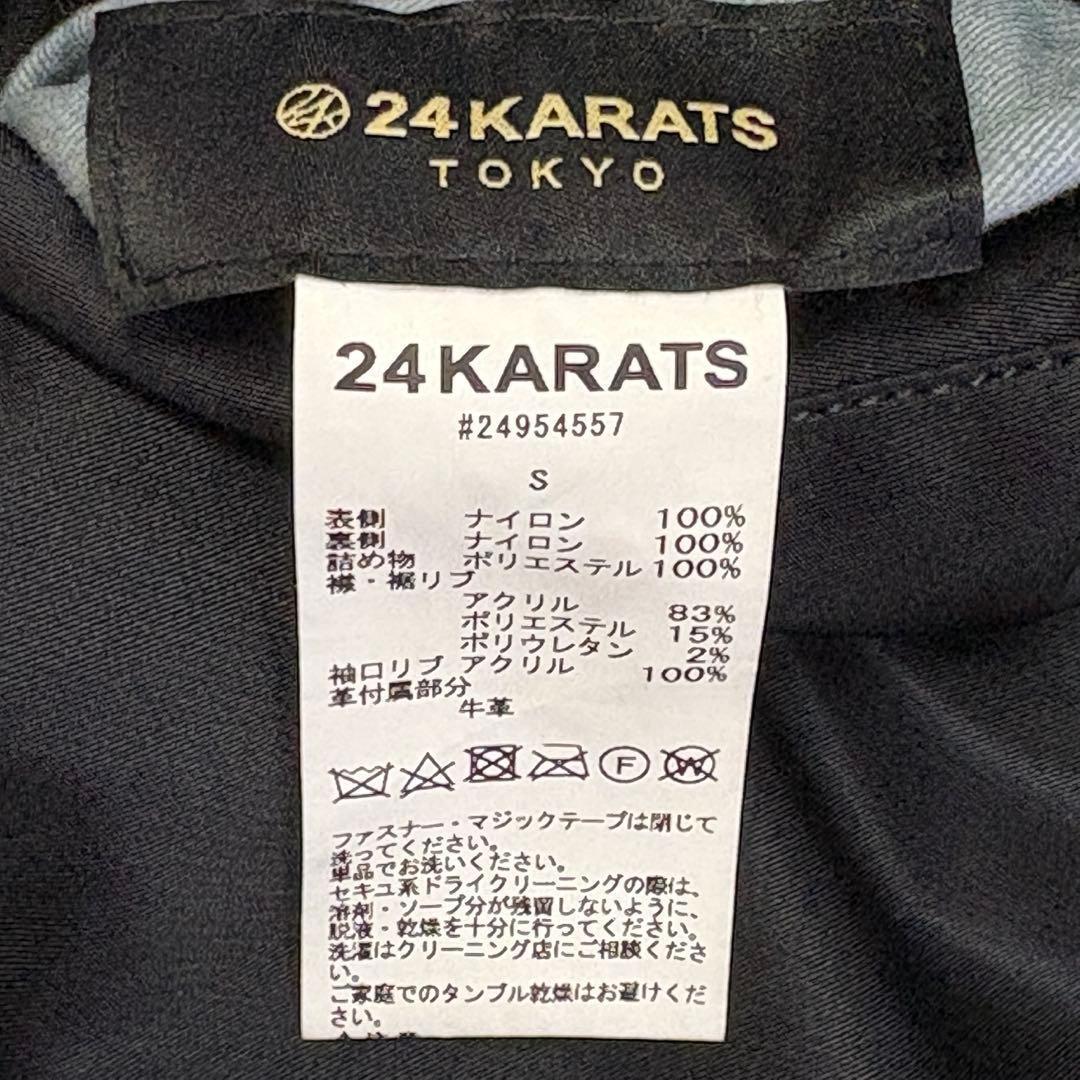 24KARATS
TOKYO
24KARATS
#24954557
S
表側 ナイロン 100%
裏側 ナイロン 100%
詰め物 ポリエステル 100%
襟・裾リブ
アクリル 83%
ポリエステル 15%
ポリウレタン 2%
袖口リブ アクリル 100%
革付属部分
牛革
F
W
ファスナー・マジックテープは閉じて
洗ってください。
単品でお洗いください。
セキユ系ドライクリーニングの際は、
溶剤・ソープ分が残留しないように、
脱液・乾燥を十分に行ってください。
洗濯はクリーニング店にご相談くださ
い。
ご家庭でのタンブル乾燥はお避けくだ
さい。